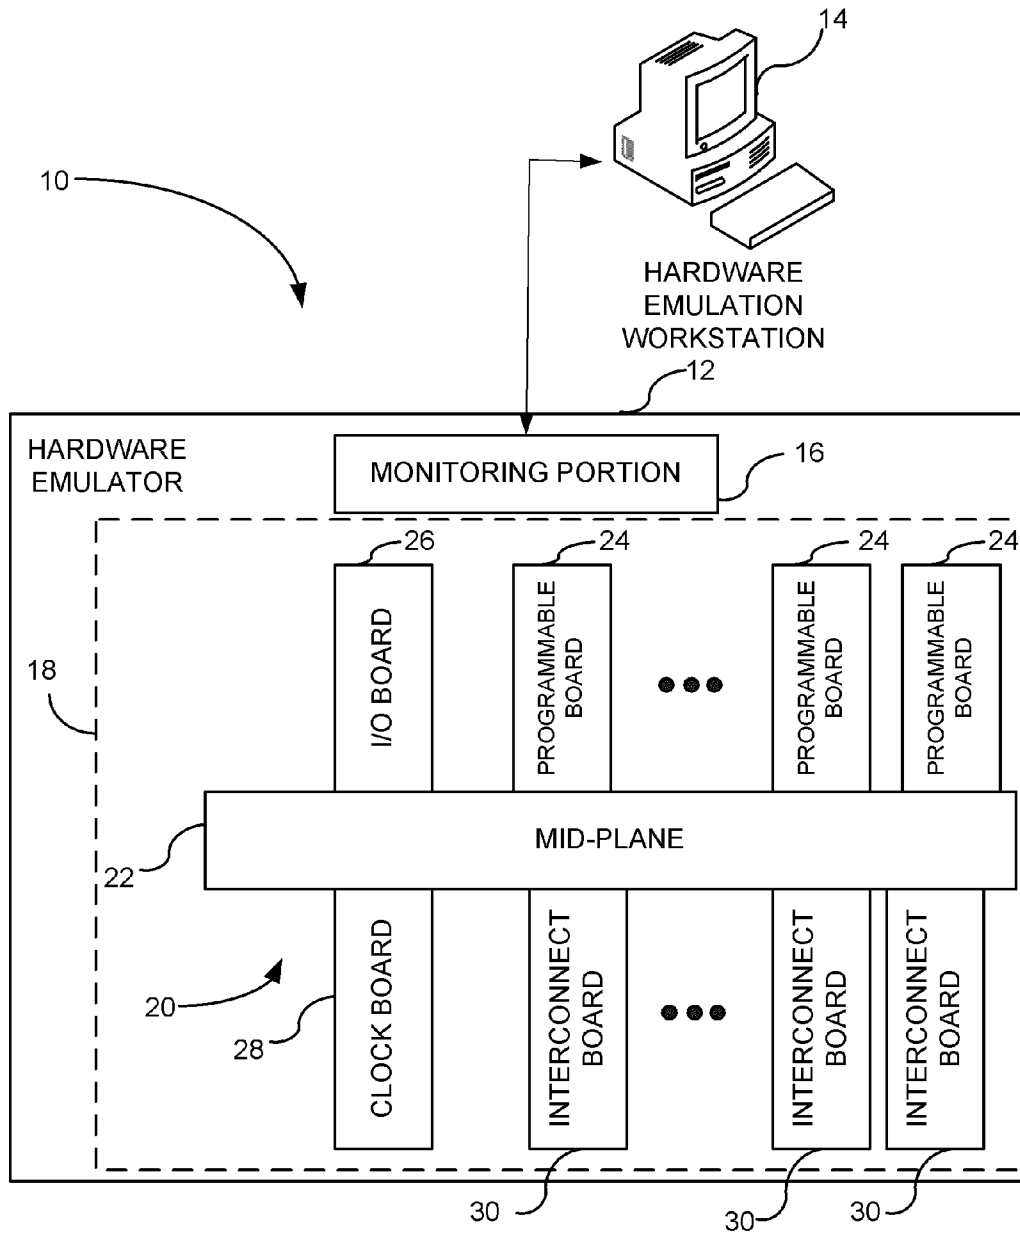 14
10
HARDWARE
EMULATION
WORKSTATION
12
HARDWARE
EMULATOR
MONITORING PORTION
16
26
24
24
24
I/O BOARD
PROGRAMMABLE
BOARD
PROGRAMMABLE
BOARD
PROGRAMMABLE
BOARD
18
MID-PLANE
22
CLOCK BOARD
INTERCONNECT
BOARD
INTERCONNECT
BOARD
INTERCONNECT
BOARD
20
28
30
30
30